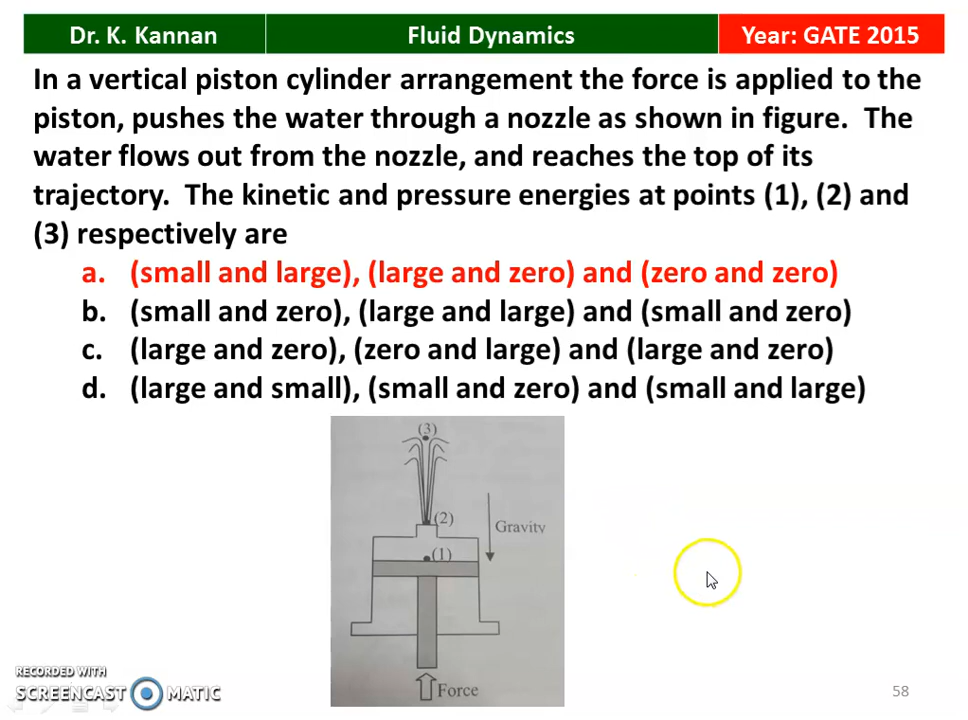 Dr. K. Kannan
Fluid Dynamics
Year: GATE 2015
In a vertical piston cylinder arrangement the force is applied to the
piston, pushes the water through a nozzle as shown in figure. The
water flows out from the nozzle, and reaches the top of its
trajectory. The kinetic and pressure energies at points (1), (2) and
(3) respectively are
a. (small and large), (large and zero) and (zero and zero)
b. (small and zero), (large and large) and (small and zero)
c. (large and zero), (zero and large) and (large and zero)
d. (large and small), (small and zero) and (small and large)
(3)
(2)
Gravity
(1)
Force
RECORDED WITH
SCREENCAST MATIC
58